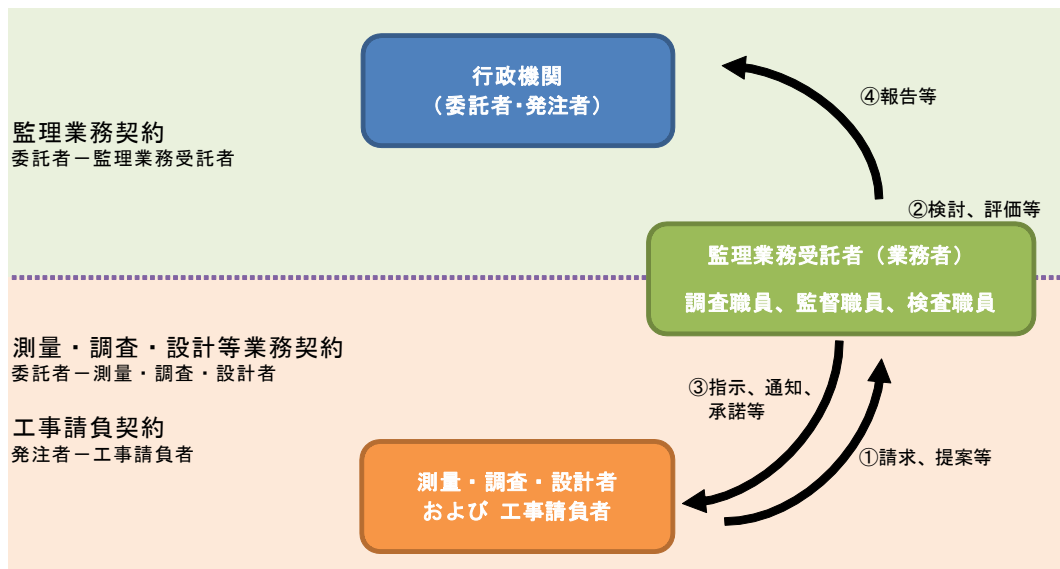 行政機関
（委託者・発注者）
④報告等
監理業務契約
委託者－監理業務受託者
②検討、評価等
監理業務受託者（業務者）
調査職員、監督職員、検査職員
測量・調査・設計等業務契約
委託者－測量・調査・設計者
③指示、通知、
承諾等
工事請負契約
発注者－工事請負者
①請求、提案等
測量・調査・設計者
および 工事請負者